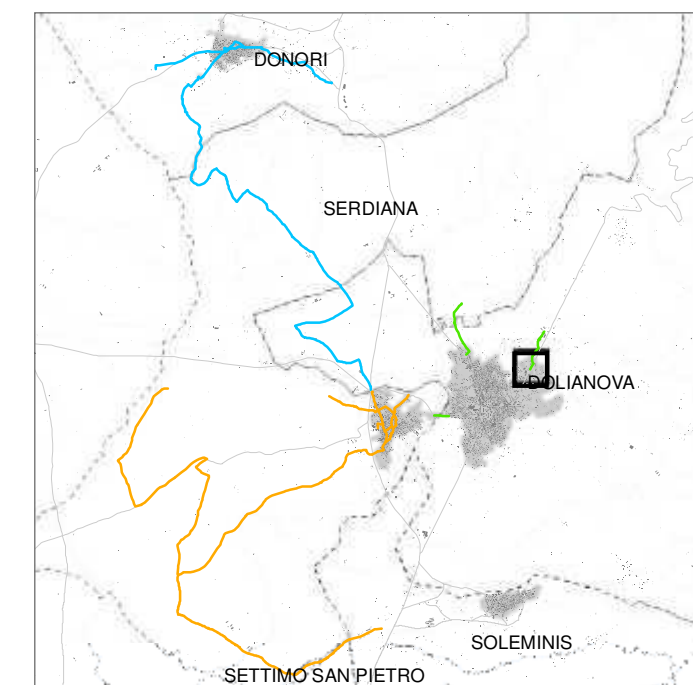 DONORI
SERDIANA
DOLIANOVA
SOLEMINIS
SETTIMO SAN PIETRO